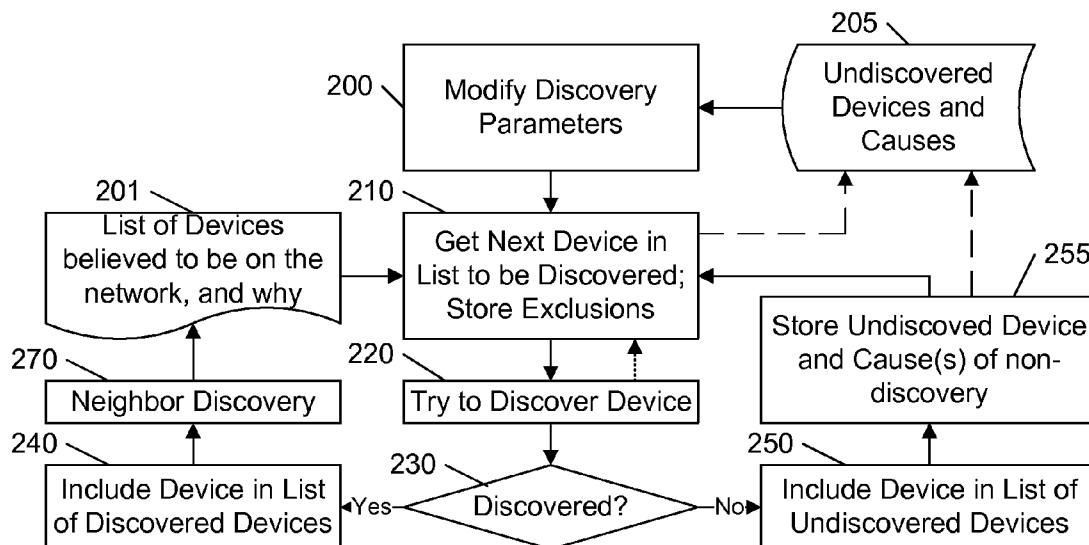 205
Undiscovered
Devices and
Causes
200
Modify Discovery
Parameters
201
List of Devices
believed to be on the
network, and why
210
Get Next Device in
List to be Discovered;
Store Exclusions
255
Store Undiscoved Device
and Cause(s) of non-
discovery
270
Neighbor Discovery
220
Try to Discover Device
240
Include Device in List
of Discovered Devices
Yes
230
Discovered?
No
250
Include Device in List of
Undiscovered Devices